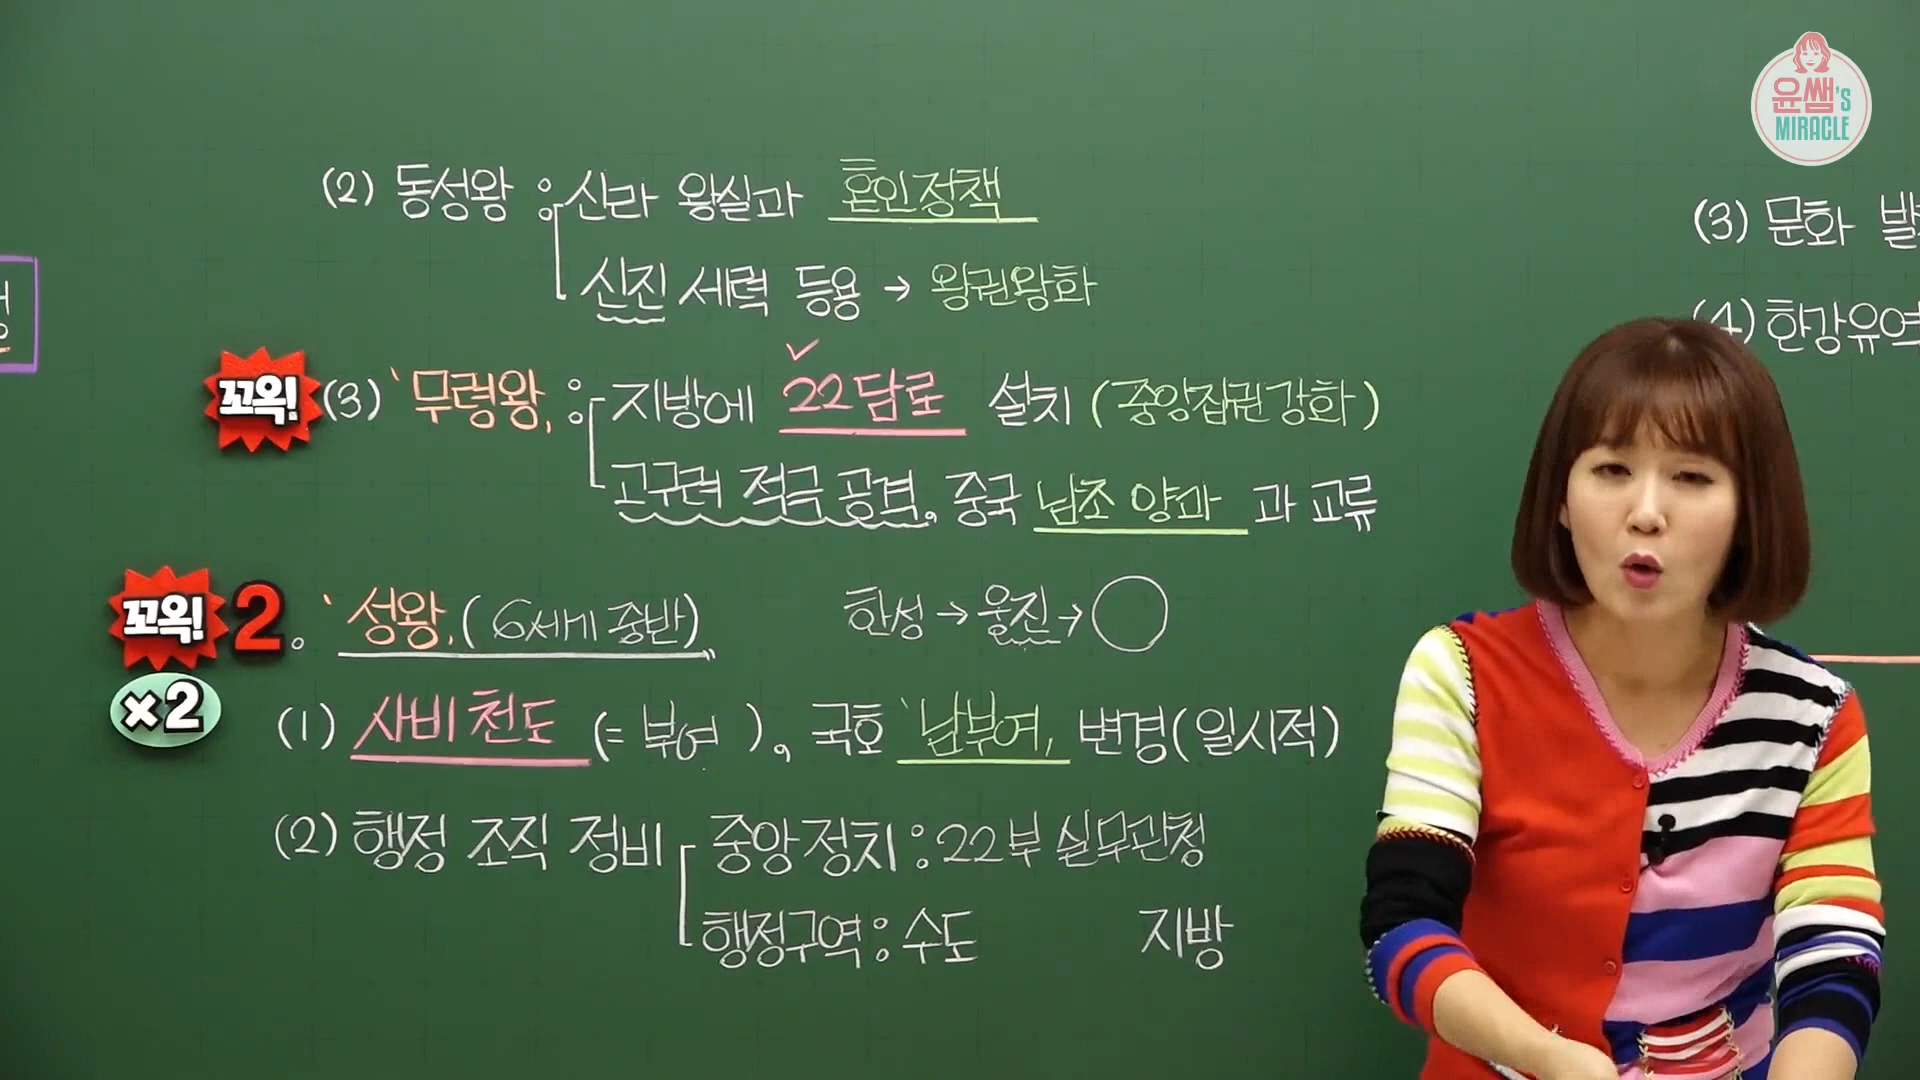 윤쌤's
MIRACLE
(2) 동성왕 : 신라 왕실과 혼인정책
신진 세력 등용 → 왕권왕화
꼬옥! (3) '무령왕, : 지방에 22담로 설치 (중앙집권강화)
고구려 적극 공격, 중국 남조 양과 과 교류
꼬옥! 2. '성왕, (6세기 중반) 한성 → 웅진 → ○
×2
(1) 사비 천도 (= 부여), 국호 '남부여, 변경(일시적)
(2) 행정 조직 정비 중앙정치 : 22부 실무관청
행정구역 : 수도 지방
(3) 문화
(4) 한강유역